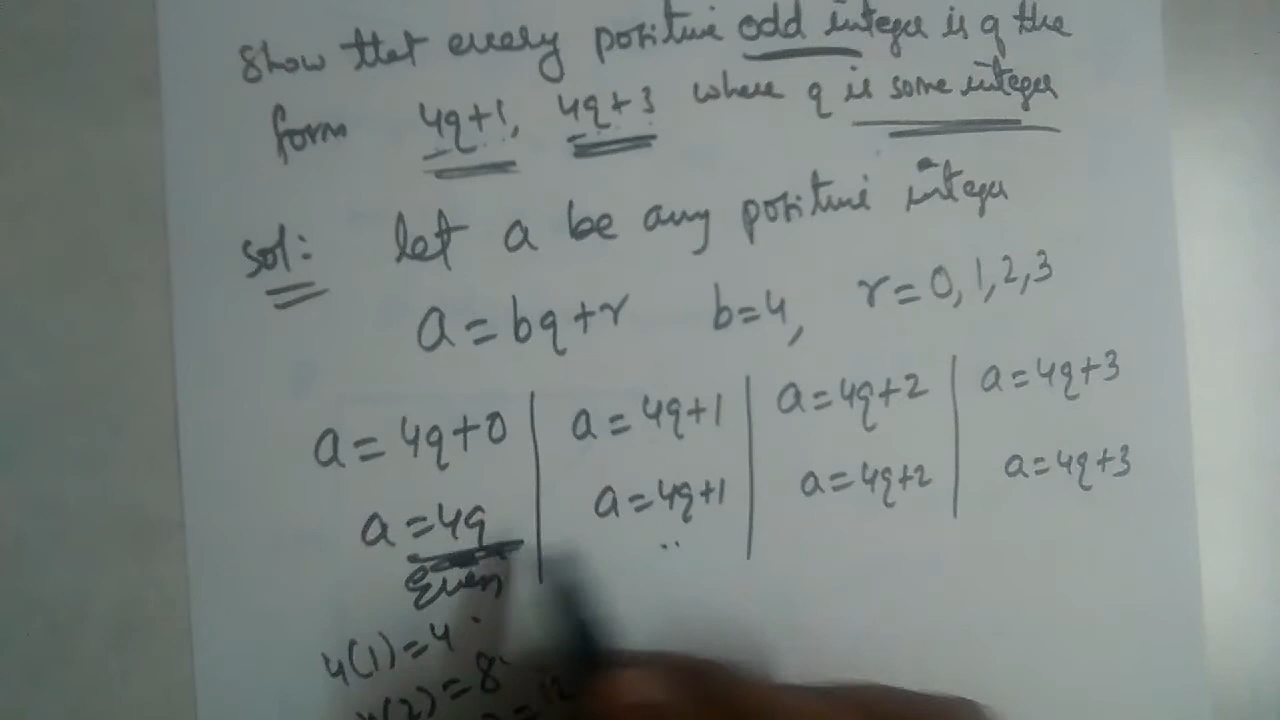 Show that every positive odd integer is of the
form 4q+1, 4q+3 where q is some integer
Sol: let a be any positive integer
a = bq + r b=4, r = 0, 1, 2, 3
a = 4q+0 a = 4q+1 a = 4q+2 a = 4q+3
a = 4q a = 4q+1 a = 4q+2 a = 4q+3
Even
4(1) = 4
(2) = 8